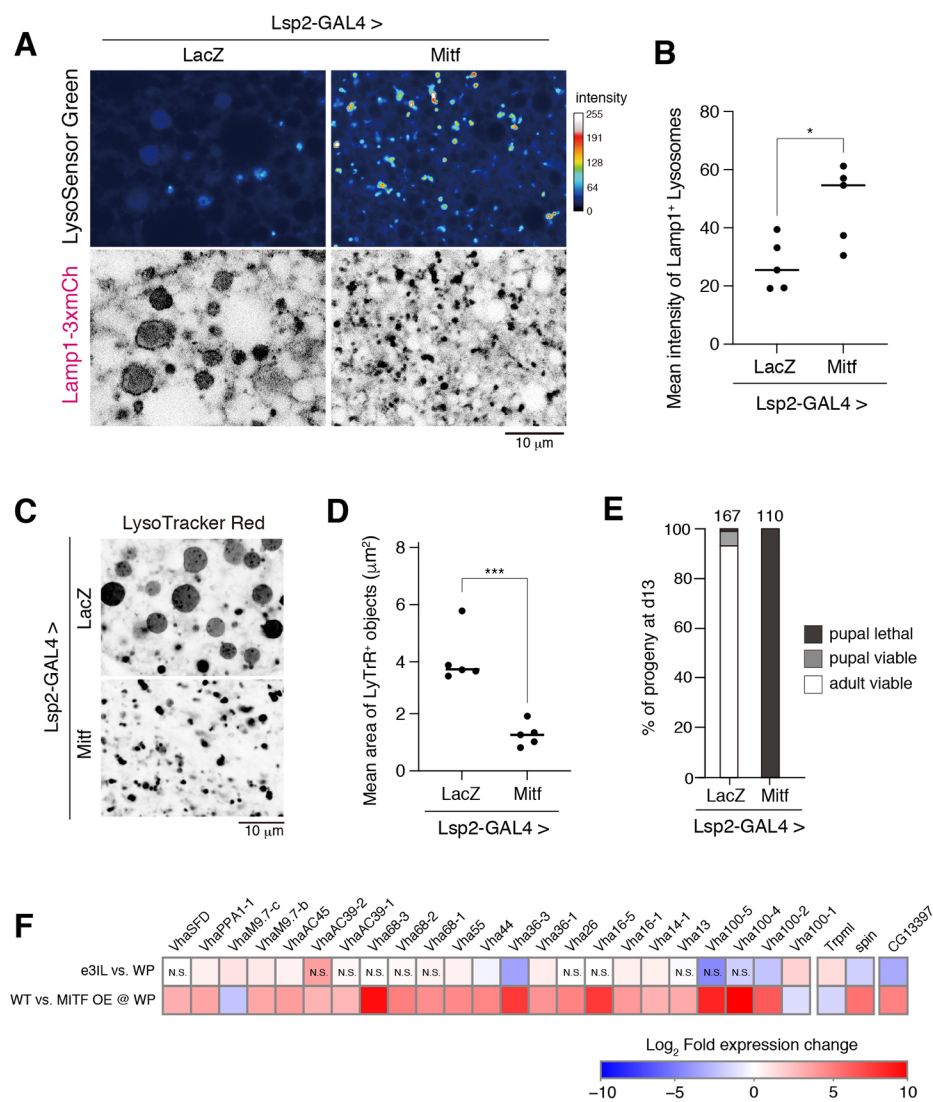 A
Lsp2-GAL4 >
LacZ
Mitf
LysoSensor Green
Lamp1-3xmCh
intensity
255
191
128
64
0
10 µm
B
Mean intensity of Lamp1⁺ Lysosomes
80
60
40
20
0
*
LacZ
Mitf
Lsp2-GAL4 >
C
LysoTracker Red
Lsp2-GAL4 >
LacZ
Mitf
10 µm
D
Mean area of LyTrR⁺ objects (µm²)
8
6
4
2
0
***
LacZ
Mitf
Lsp2-GAL4 >
E
167 110
% of progeny at d13
100
80
60
40
20
0
LacZ Mitf
Lsp2-GAL4 >
pupal lethal
pupal viable
adult viable
F
VhaSFD
VhaPPA1-1
VhaM9.7-c
VhaM9.7-b
VhaAC45
VhaAC39-2
VhaAC39-1
Vha68-3
Vha68-2
Vha68-1
Vha55
Vha44
Vha36-3
Vha36-1
Vha26
Vha16-5
Vha16-1
Vha14-1
Vha13
Vha100-5
Vha100-4
Vha100-2
Vha100-1
Trpml
spin
CG13397
e3IL vs. WP
N.S. N.S. N.S. N.S. N.S. N.S. N.S. N.S. N.S. N.S. N.S.
WT vs. MITF OE @ WP
Log₂ Fold expression change
−10 −5 0 5 10